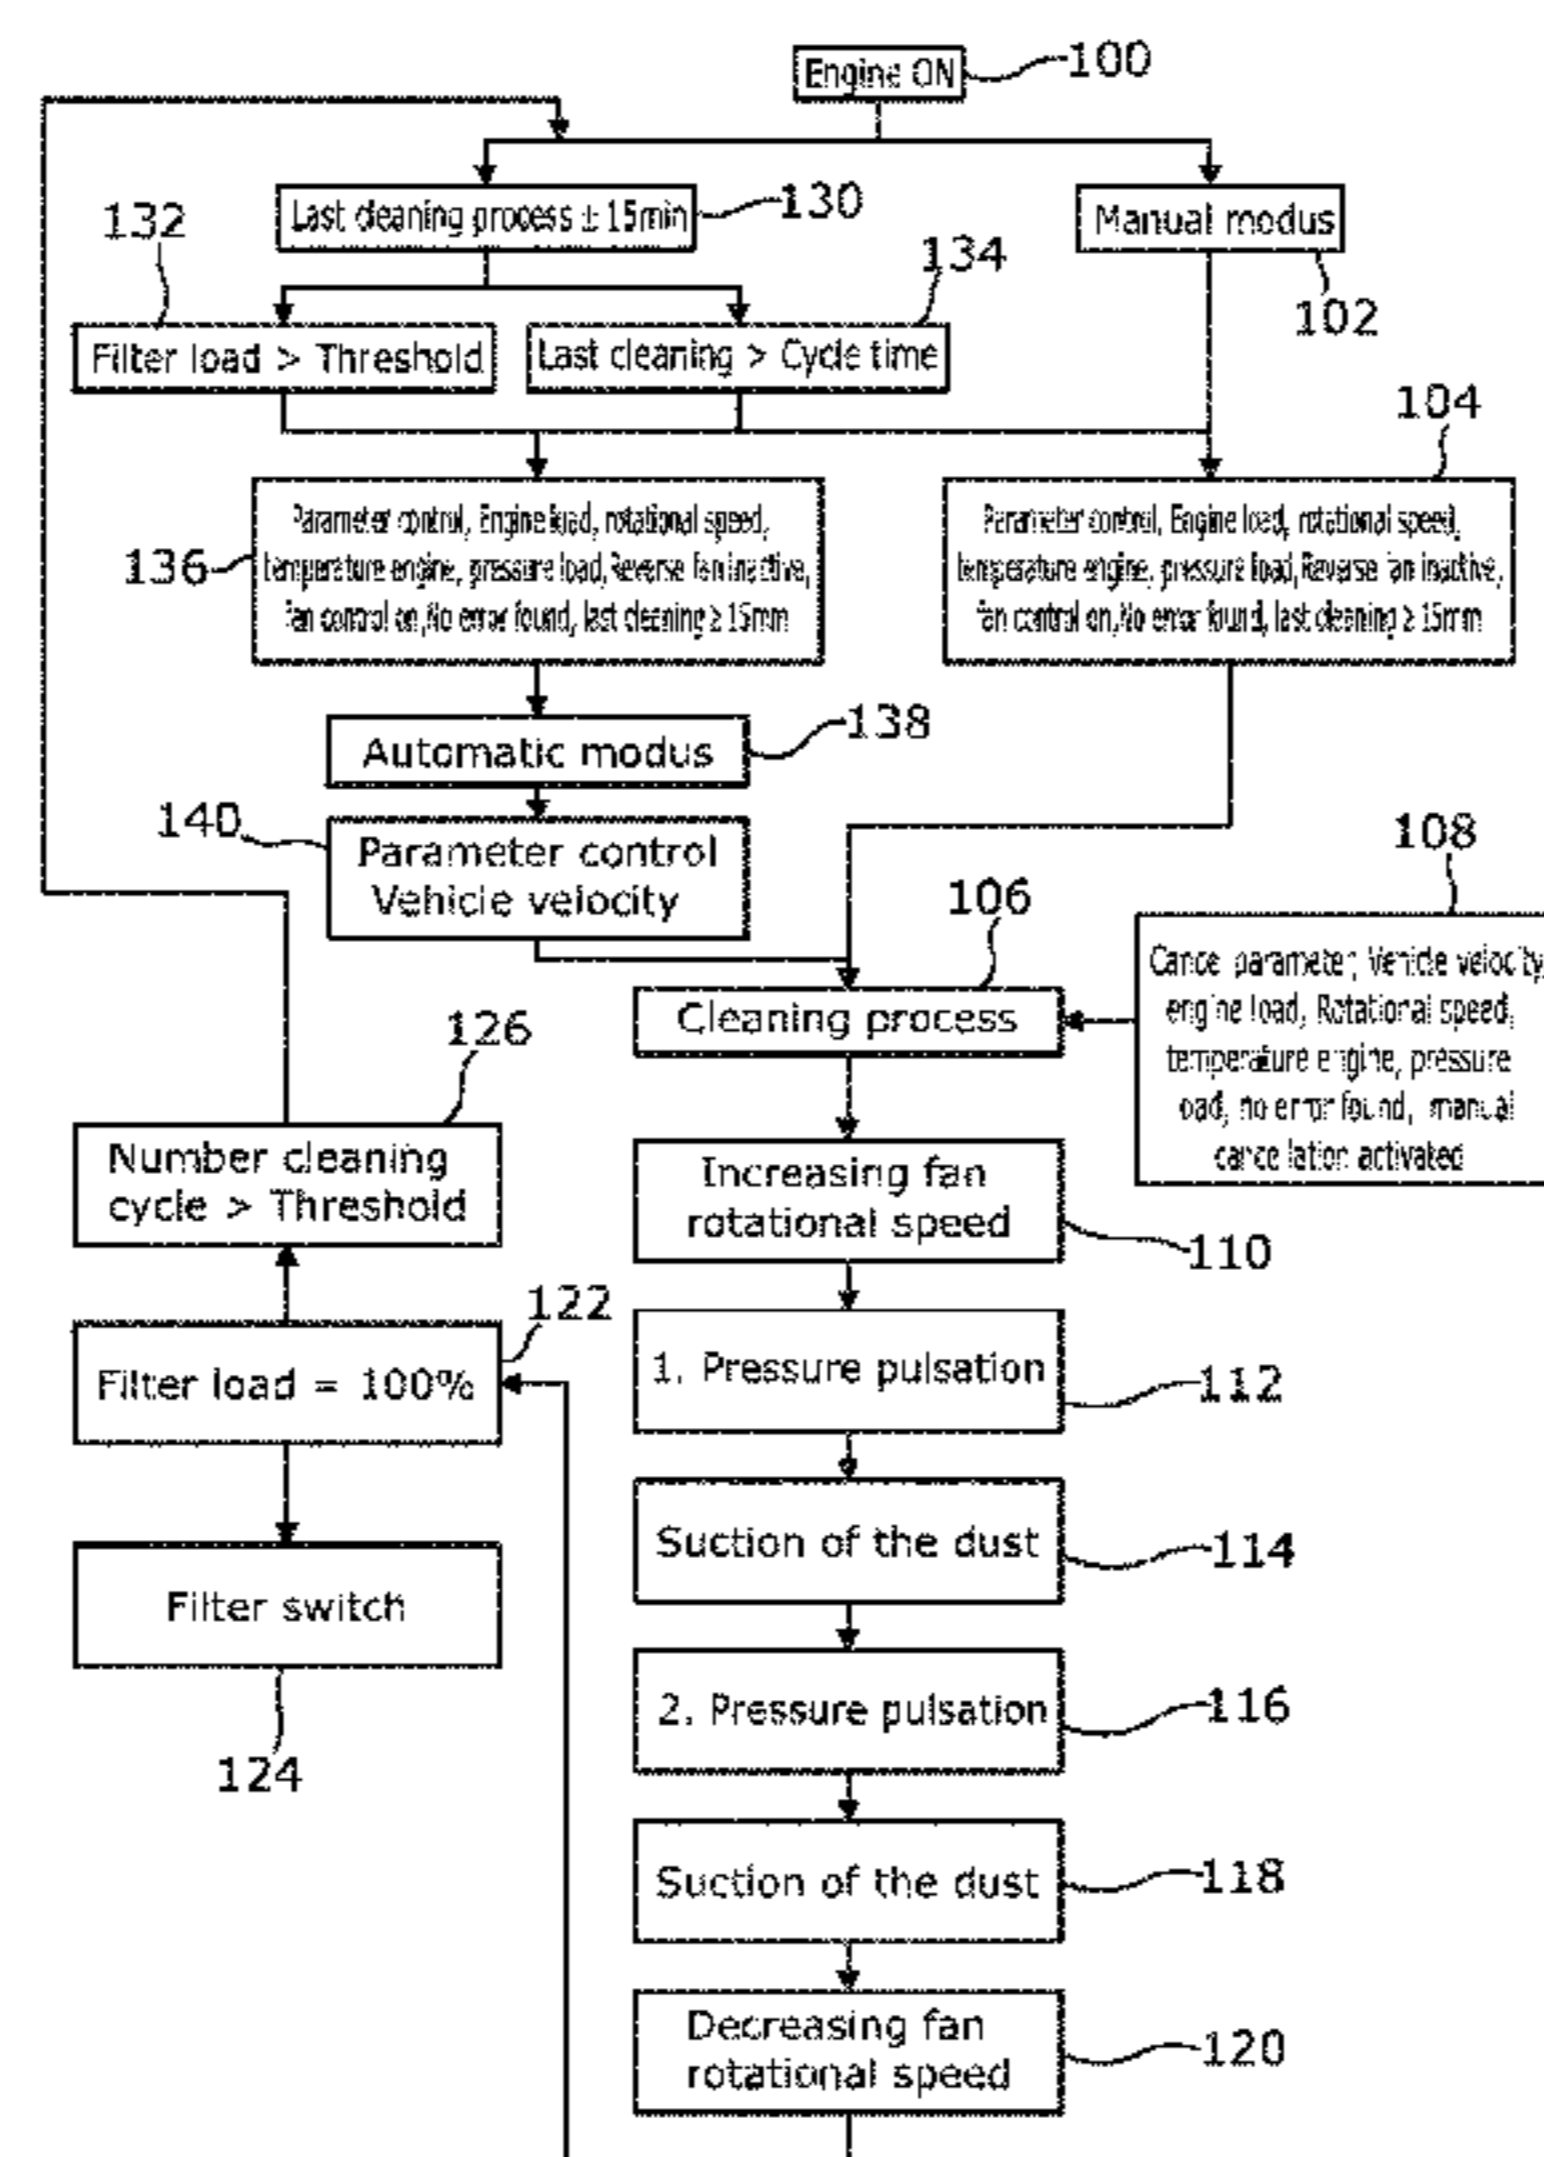 Engine ON
100
Last cleaning process ± 15min
130
Manual modus
102
132
134
Filter load > Threshold
Last cleaning > Cycle time
104
136
Parameter control, Engine load, rotational speed,
temperature engine, pressure load, Reverse fan inactive,
fan control on, No error found, last cleaning ≥ 15mm
Parameter control, Engine load, rotational speed,
temperature engine, pressure load, Reverse fan inactive,
fan control on, No error found, last cleaning ≥ 15mm
Automatic modus
138
140
Parameter control
Vehicle velocity
106
108
Cleaning process
Cancel parameter, Vehicle velocity,
engine load, Rotational speed,
temperature engine, pressure
load, no error found, manual
cancellation activated
126
Number cleaning
cycle > Threshold
Increasing fan
rotational speed
110
122
Filter load = 100%
1. Pressure pulsation
112
Suction of the dust
114
Filter switch
124
2. Pressure pulsation
116
Suction of the dust
118
Decreasing fan
rotational speed
120